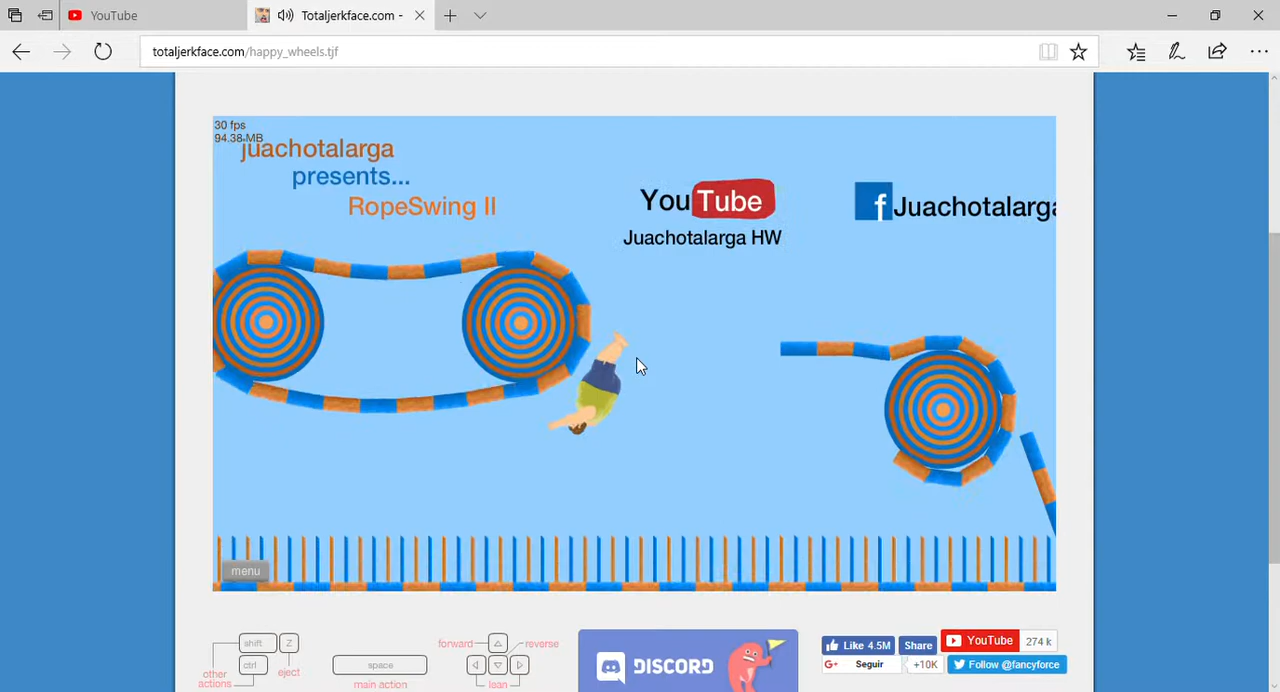 YouTube
Totaljerkface.com -
totaljerkface.com/happy_wheels.tjf
30 fps
94.38 MB
juachotalarga
presents...
RopeSwing II
YouTube
Juachotalarga HW
f Juachotalarga
menu
shift
Z
ctrl
eject
other
actions
space
main action
forward
reverse
lean
DISCORD
Like 4.5M
Share
YouTube
274 k
G+
Seguir
+10K
Follow @fancyforce